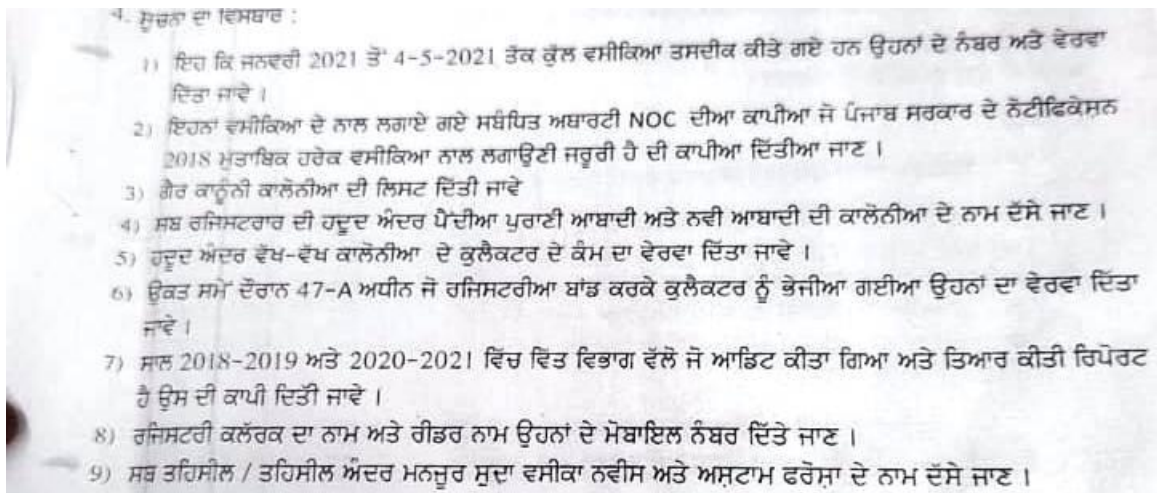 4. ਸੂਚਨਾ ਦਾ ਵਿਸਥਾਰ :
1) ਇਹ ਕਿ ਜਨਵਰੀ 2021 ਤੋਂ 4-5-2021 ਤੱਕ ਕੁੱਲ ਵਸੀਕਿਆ ਤਸਦੀਕ ਕੀਤੇ ਗਏ ਹਨ ਉਹਨਾਂ ਦੇ ਨੰਬਰ ਅਤੇ ਵੇਰਵਾ
ਦਿੱਤਾ ਜਾਵੇ ।
2) ਇਹਨਾਂ ਵਸੀਕਿਆ ਦੇ ਨਾਲ ਲਗਾਏ ਗਏ ਸਬੰਧਿਤ ਅਥਾਰਟੀ NOC ਦੀਆ ਕਾਪੀਆ ਜੋ ਪੰਜਾਬ ਸਰਕਾਰ ਦੇ ਨੋਟੀਫਿਕੇਸ਼ਨ
2018 ਮੁਤਾਬਿਕ ਹਰੇਕ ਵਸੀਕਿਆ ਨਾਲ ਲਗਾਉਣੀ ਜਰੂਰੀ ਹੈ ਦੀ ਕਾਪੀਆ ਦਿੱਤੀਆ ਜਾਣ ।
3) ਗੈਰ ਕਾਨੂੰਨੀ ਕਾਲੋਨੀਆ ਦੀ ਲਿਸਟ ਦਿੱਤੀ ਜਾਵੇ
4) ਸਬ ਰਜਿਸਟਰਾਰ ਦੀ ਹਦੂਦ ਅੰਦਰ ਪੈਂਦੀਆ ਪੁਰਾਣੀ ਆਬਾਦੀ ਅਤੇ ਨਵੀ ਆਬਾਦੀ ਦੀ ਕਾਲੋਨੀਆ ਦੇ ਨਾਮ ਦੱਸੇ ਜਾਣ ।
5) ਹਦੂਦ ਅੰਦਰ ਵੱਖ-ਵੱਖ ਕਾਲੋਨੀਆ ਦੇ ਕੁਲੈਕਟਰ ਦੇ ਕੰਮ ਦਾ ਵੇਰਵਾ ਦਿੱਤਾ ਜਾਵੇ ।
6) ਉਕਤ ਸਮੇਂ ਦੌਰਾਨ 47-A ਅਧੀਨ ਜੋ ਰਜਿਸਟਰੀਆ ਬਾਂਡ ਕਰਕੇ ਕੁਲੈਕਟਰ ਨੂੰ ਭੇਜੀਆ ਗਈਆ ਉਹਨਾਂ ਦਾ ਵੇਰਵਾ ਦਿੱਤਾ
ਜਾਵੇ ।
7) ਸਾਲ 2018-2019 ਅਤੇ 2020-2021 ਵਿੱਚ ਵਿੱਤ ਵਿਭਾਗ ਵੱਲੋ ਜੋ ਆਡਿਟ ਕੀਤਾ ਗਿਆ ਅਤੇ ਤਿਆਰ ਕੀਤੀ ਰਿਪੋਰਟ
ਹੈ ਉਸ ਦੀ ਕਾਪੀ ਦਿਤੀ ਜਾਵੇ ।
8) ਰਜਿਸਟਰੀ ਕਲੱਰਕ ਦਾ ਨਾਮ ਅਤੇ ਰੀਡਰ ਨਾਮ ਉਹਨਾਂ ਦੇ ਮੋਬਾਇਲ ਨੰਬਰ ਦਿੱਤੇ ਜਾਣ ।
9) ਸਬ ਤਹਿਸੀਲ / ਤਹਿਸੀਲ ਅੰਦਰ ਮਨਜੂਰ ਸੁਦਾ ਵਸੀਕਾ ਨਵੀਸ ਅਤੇ ਅਸ਼ਟਾਮ ਫਰੋਸ਼ਾ ਦੇ ਨਾਮ ਦੱਸੇ ਜਾਣ ।